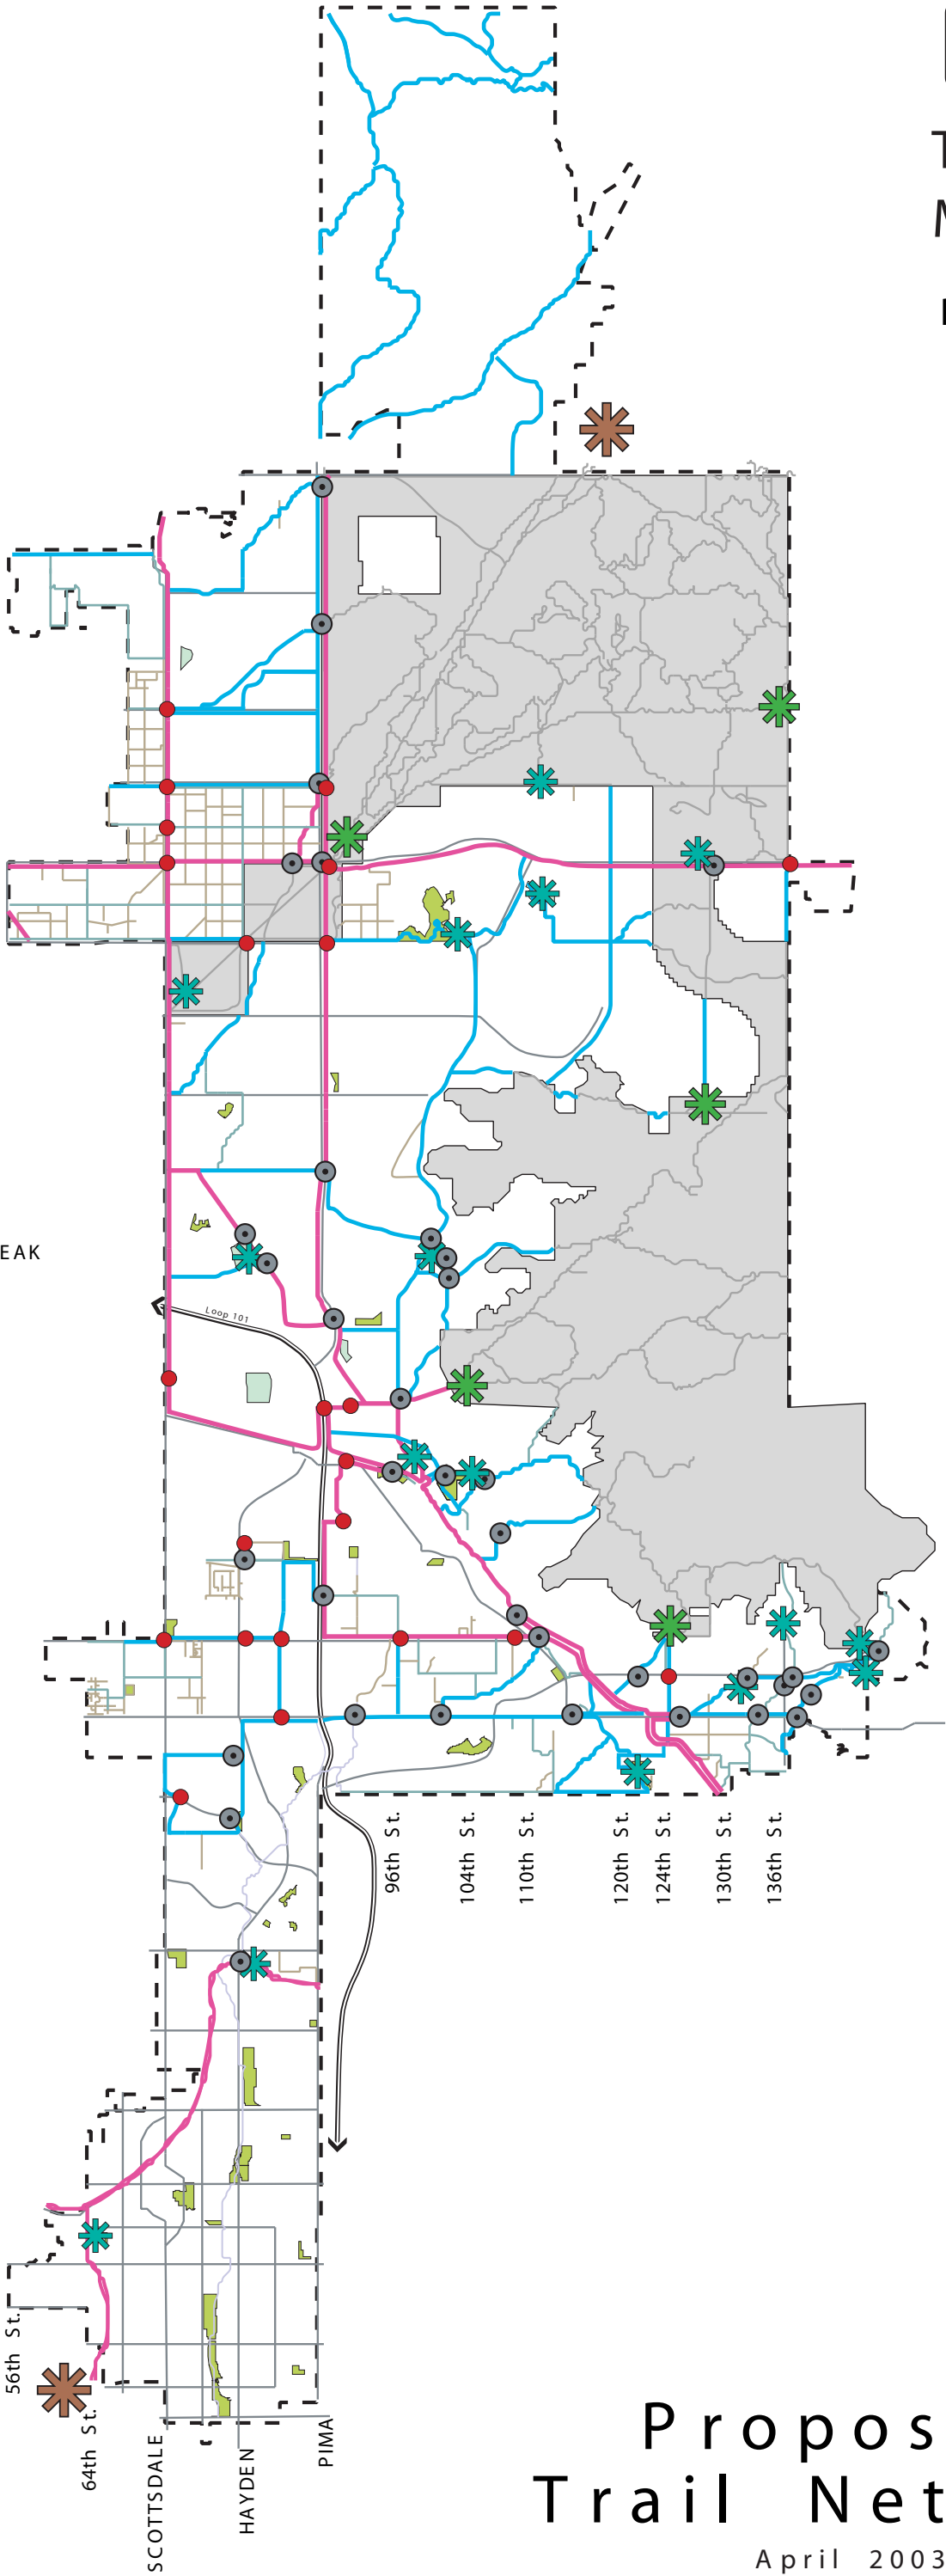 T
EAK
Loop 101
96th St.
104th St.
110th St.
120th St.
124th St.
130th St.
136th St.
56th St.
64th St.
SCOTTSDALE
HAYDEN
PIMA
Propos
Trail Net
April 2003